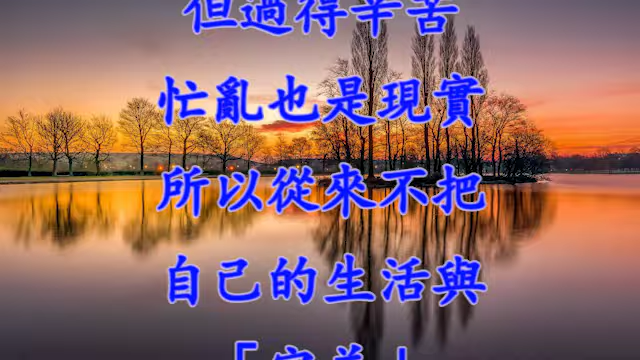 但過得辛苦
忙亂也是現實
所以從來不把
自己的生活與